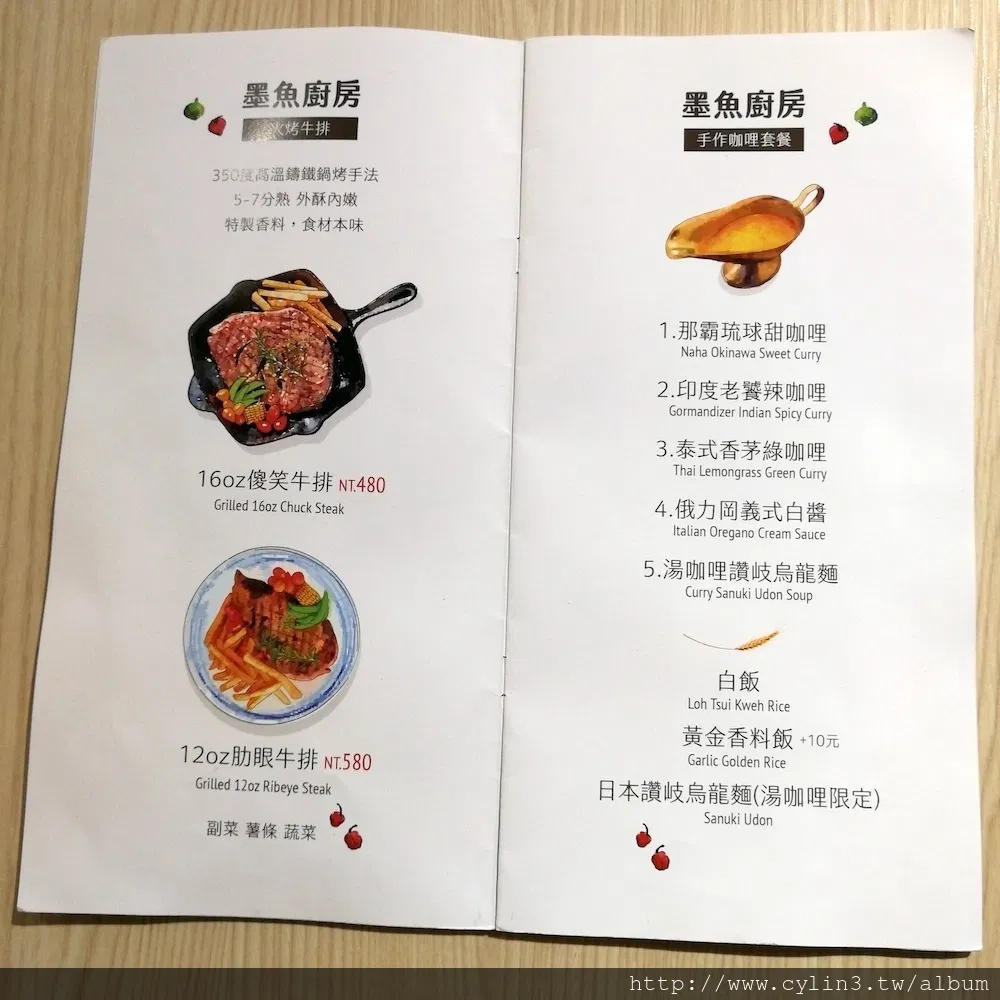 墨魚廚房
火烤牛排
350度高溫鑄鐵鍋烤手法
5-7分熟 外酥內嫩
特製香料，食材本味
16oz傻笑牛排 NT.480
Grilled 16oz Chuck Steak
12oz肋眼牛排 NT.580
Grilled 12oz Ribeye Steak
副菜 薯條 蔬菜
墨魚廚房
手作咖哩套餐
1.那霸琉球甜咖哩
Naha Okinawa Sweet Curry
2.印度老饕辣咖哩
Gormandizer Indian Spicy Curry
3.泰式香茅綠咖哩
Thai Lemongrass Green Curry
4.俄力岡義式白醬
Italian Oregano Cream Sauce
5.湯咖哩讚岐烏龍麵
Curry Sanuki Udon Soup
白飯
Loh Tsui Kweh Rice
黃金香料飯 +10元
Garlic Golden Rice
日本讚岐烏龍麵(湯咖哩限定)
Sanuki Udon
http://www.cylin3.tw/album